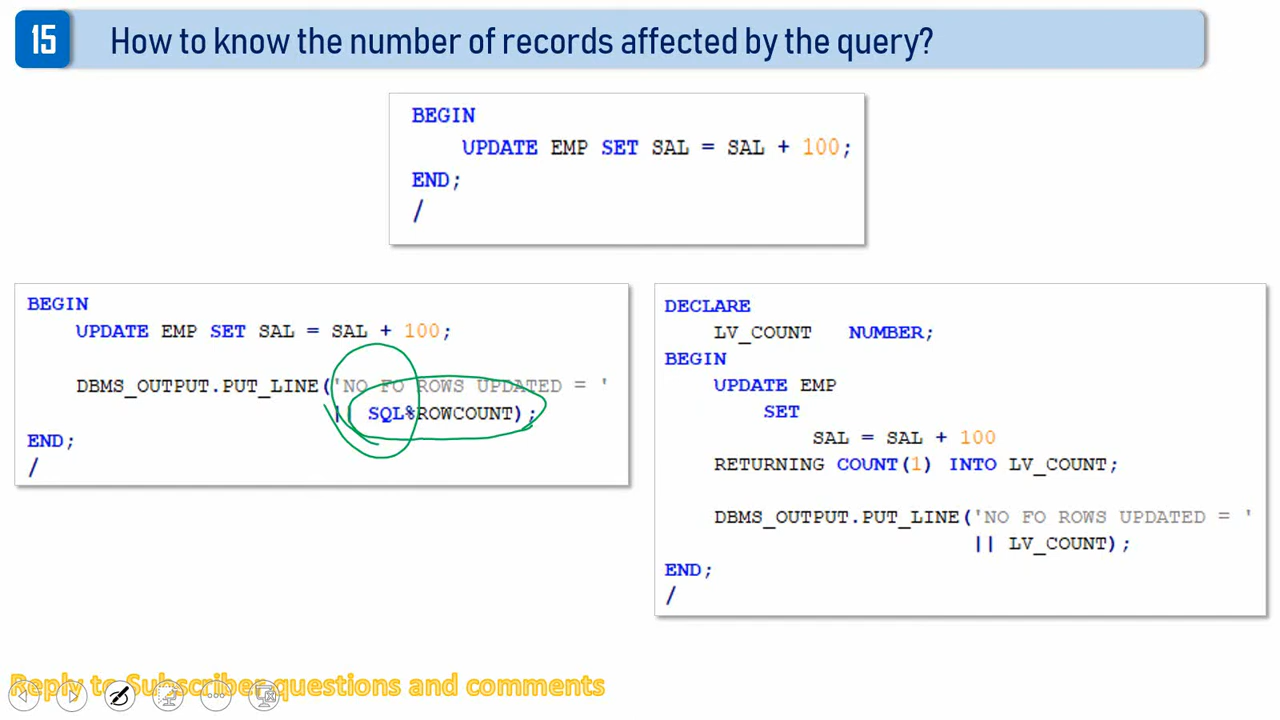 15
How to know the number of records affected by the query?
BEGIN
UPDATE EMP SET SAL = SAL + 100;
END;
/
BEGIN
UPDATE EMP SET SAL = SAL + 100;
DBMS_OUTPUT.PUT_LINE('NO FO ROWS UPDATED = '
|| SQL%ROWCOUNT);
END;
/
DECLARE
LV_COUNT NUMBER;
BEGIN
UPDATE EMP
SET
SAL = SAL + 100
RETURNING COUNT(1) INTO LV_COUNT;
DBMS_OUTPUT.PUT_LINE('NO FO ROWS UPDATED = '
|| LV_COUNT);
END;
/
Reply to Subscriber questions and comments